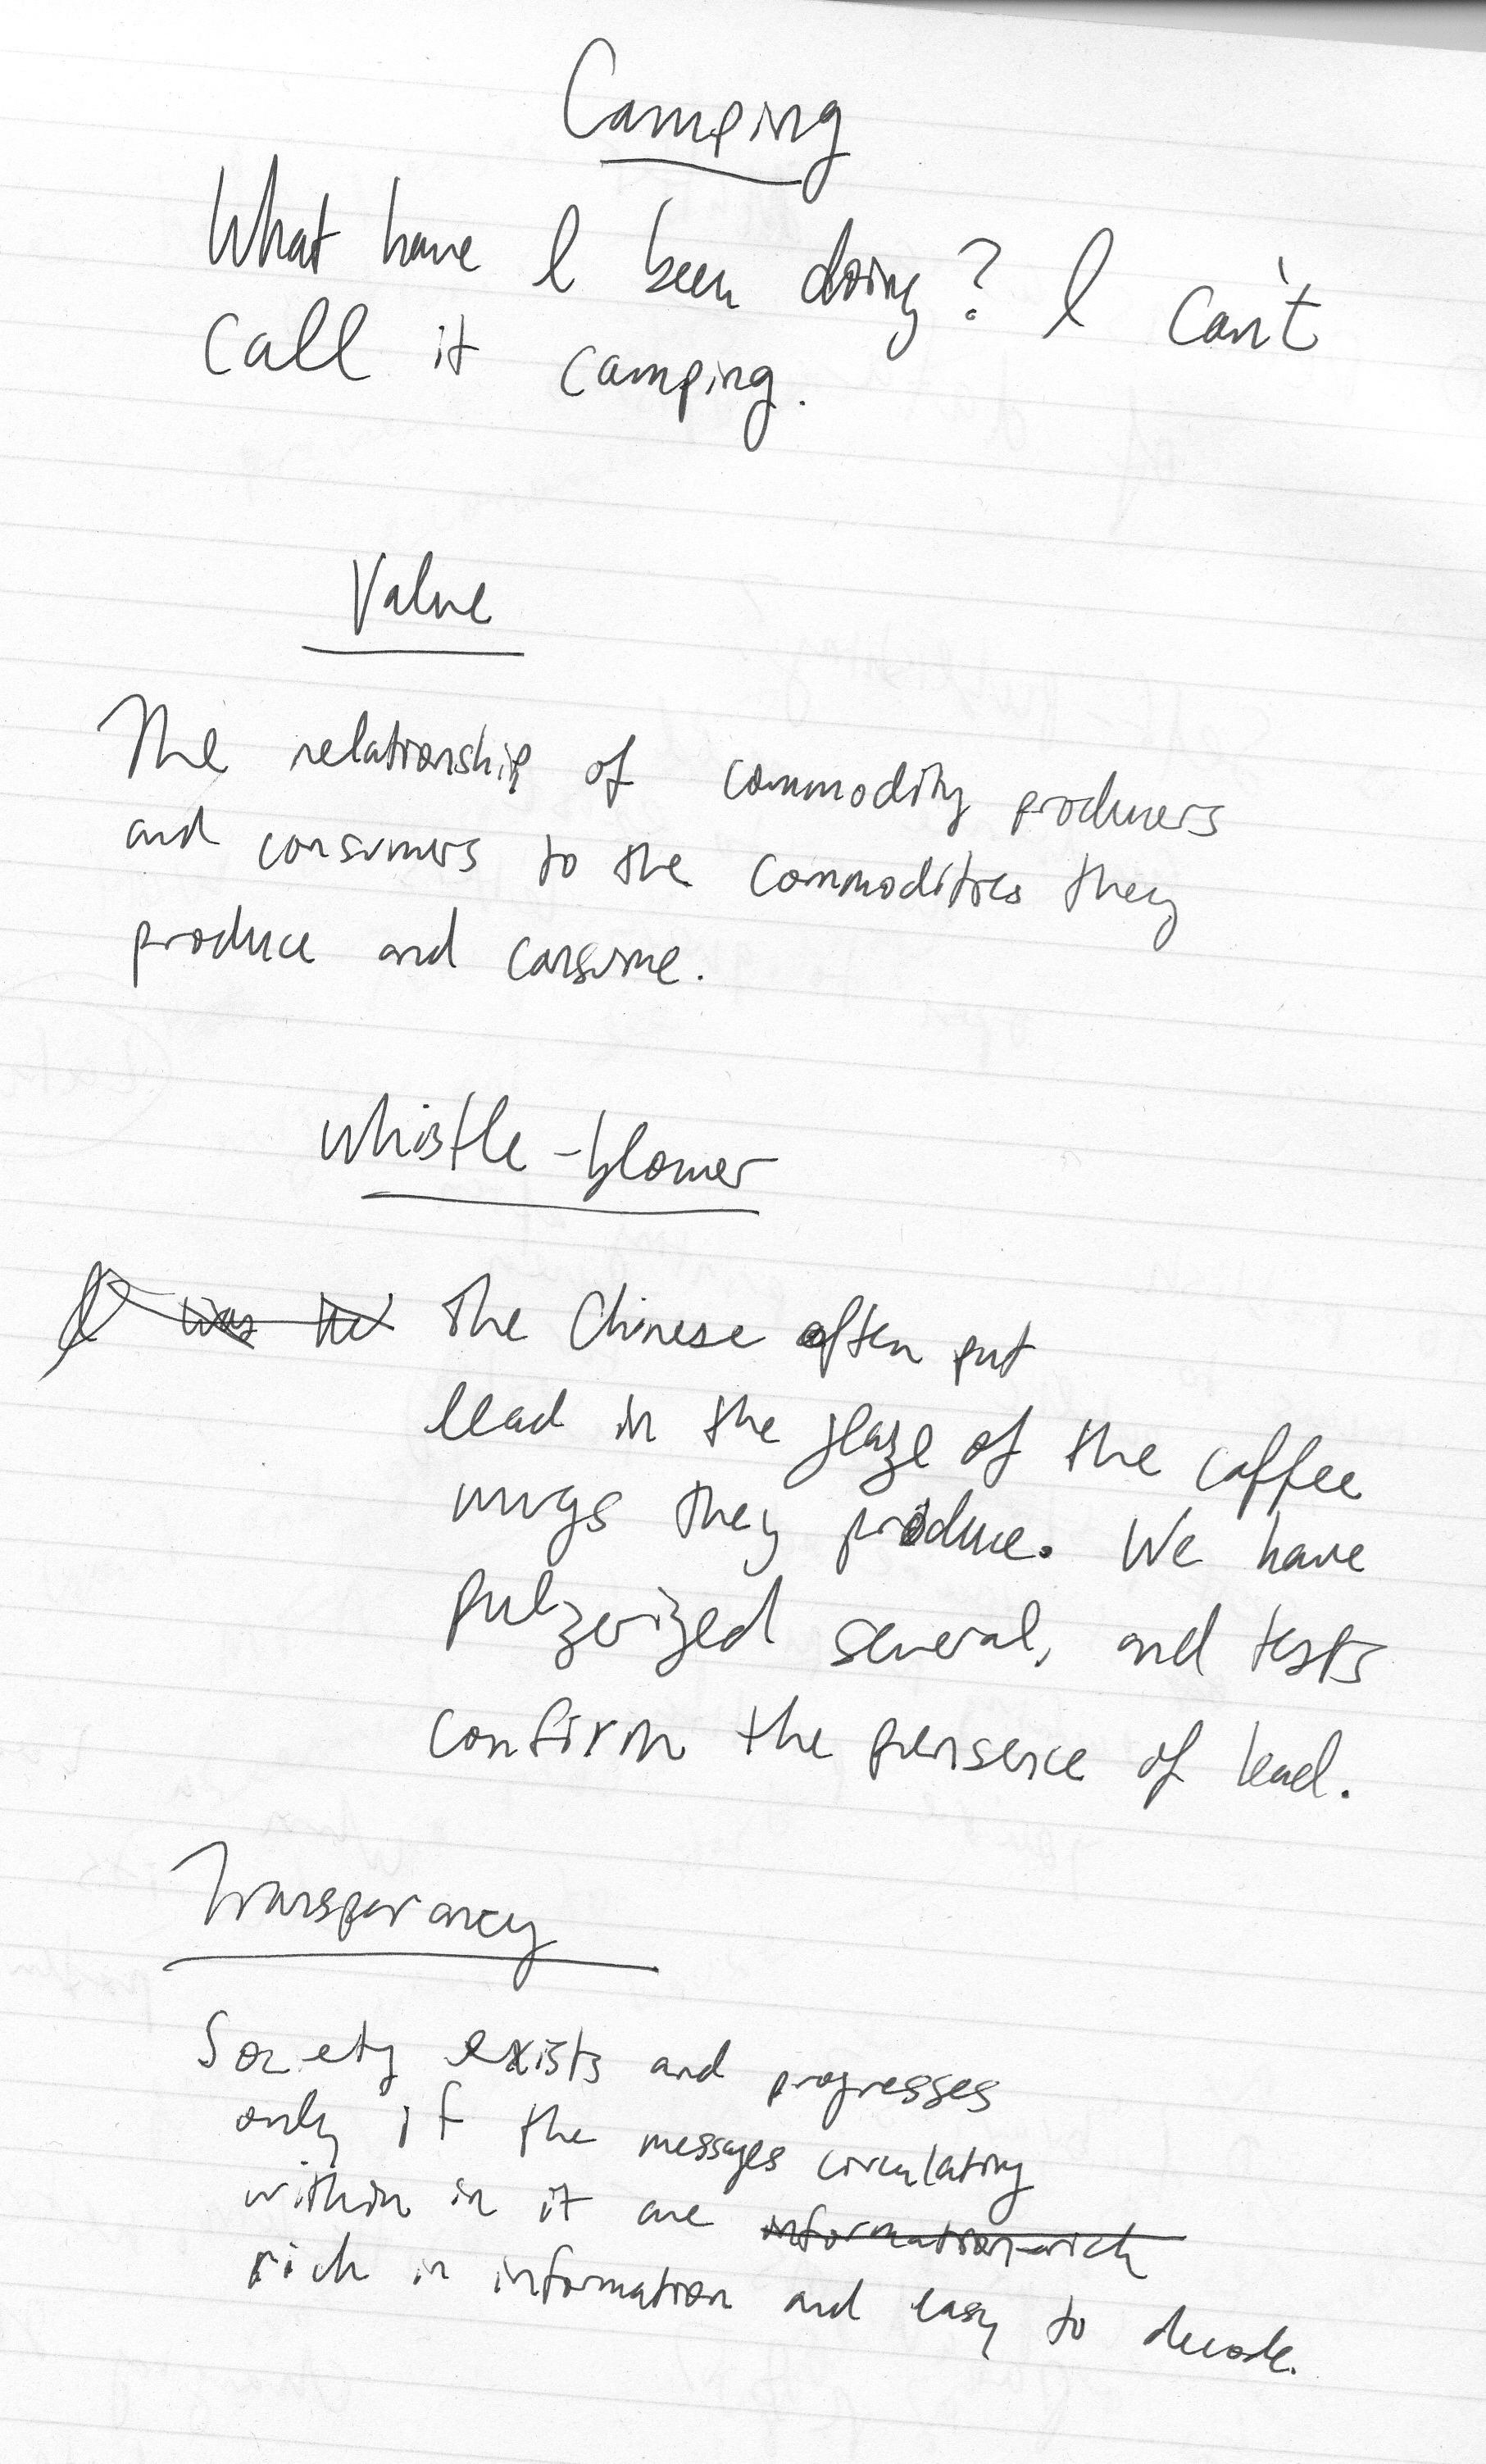 Camping
What have I been doing? I can't
call it camping.
Value
The relationship of commodity producers
and consumers to the commodities they
produce and consume.
Whistle-blower
The Chinese often put
lead in the glaze of the coffee
mugs they produce. We have
pulzerized several, and tests
confirm the presence of lead.
Transparency
Society exists and progresses
only if the messages circulating
within in it are information-rich
rich in information and easy to decode.